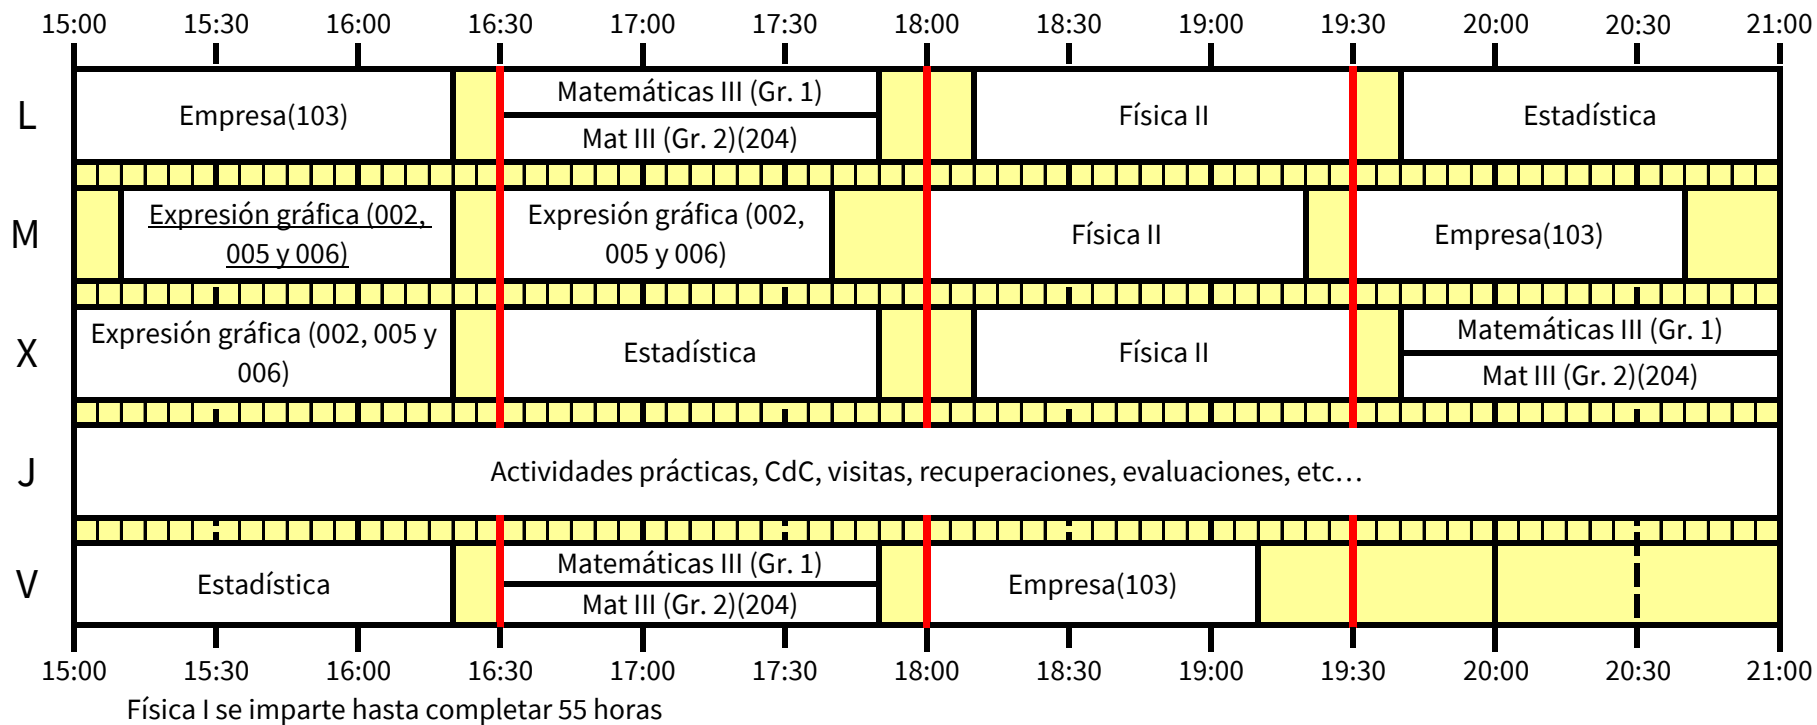 15:00 15:30 16:00 16:30 17:00 17:30 18:00 18:30 19:00 19:30 20:00 20:30 21:00
L
Empresa(103)
Matemáticas III (Gr. 1)
Mat III (Gr. 2)(204)
Física II
Estadística
M
Expresión gráfica (002,
005 y 006)
Expresión gráfica (002,
005 y 006)
Física II
Empresa(103)
X
Expresión gráfica (002, 005 y
006)
Estadística
Física II
Matemáticas III (Gr. 1)
Mat III (Gr. 2)(204)
J
Actividades prácticas, CdC, visitas, recuperaciones, evaluaciones, etc...
V
Estadística
Matemáticas III (Gr. 1)
Mat III (Gr. 2)(204)
Empresa(103)
15:00 15:30 16:00 16:30 17:00 17:30 18:00 18:30 19:00 19:30 20:00 20:30 21:00
Física I se imparte hasta completar 55 horas